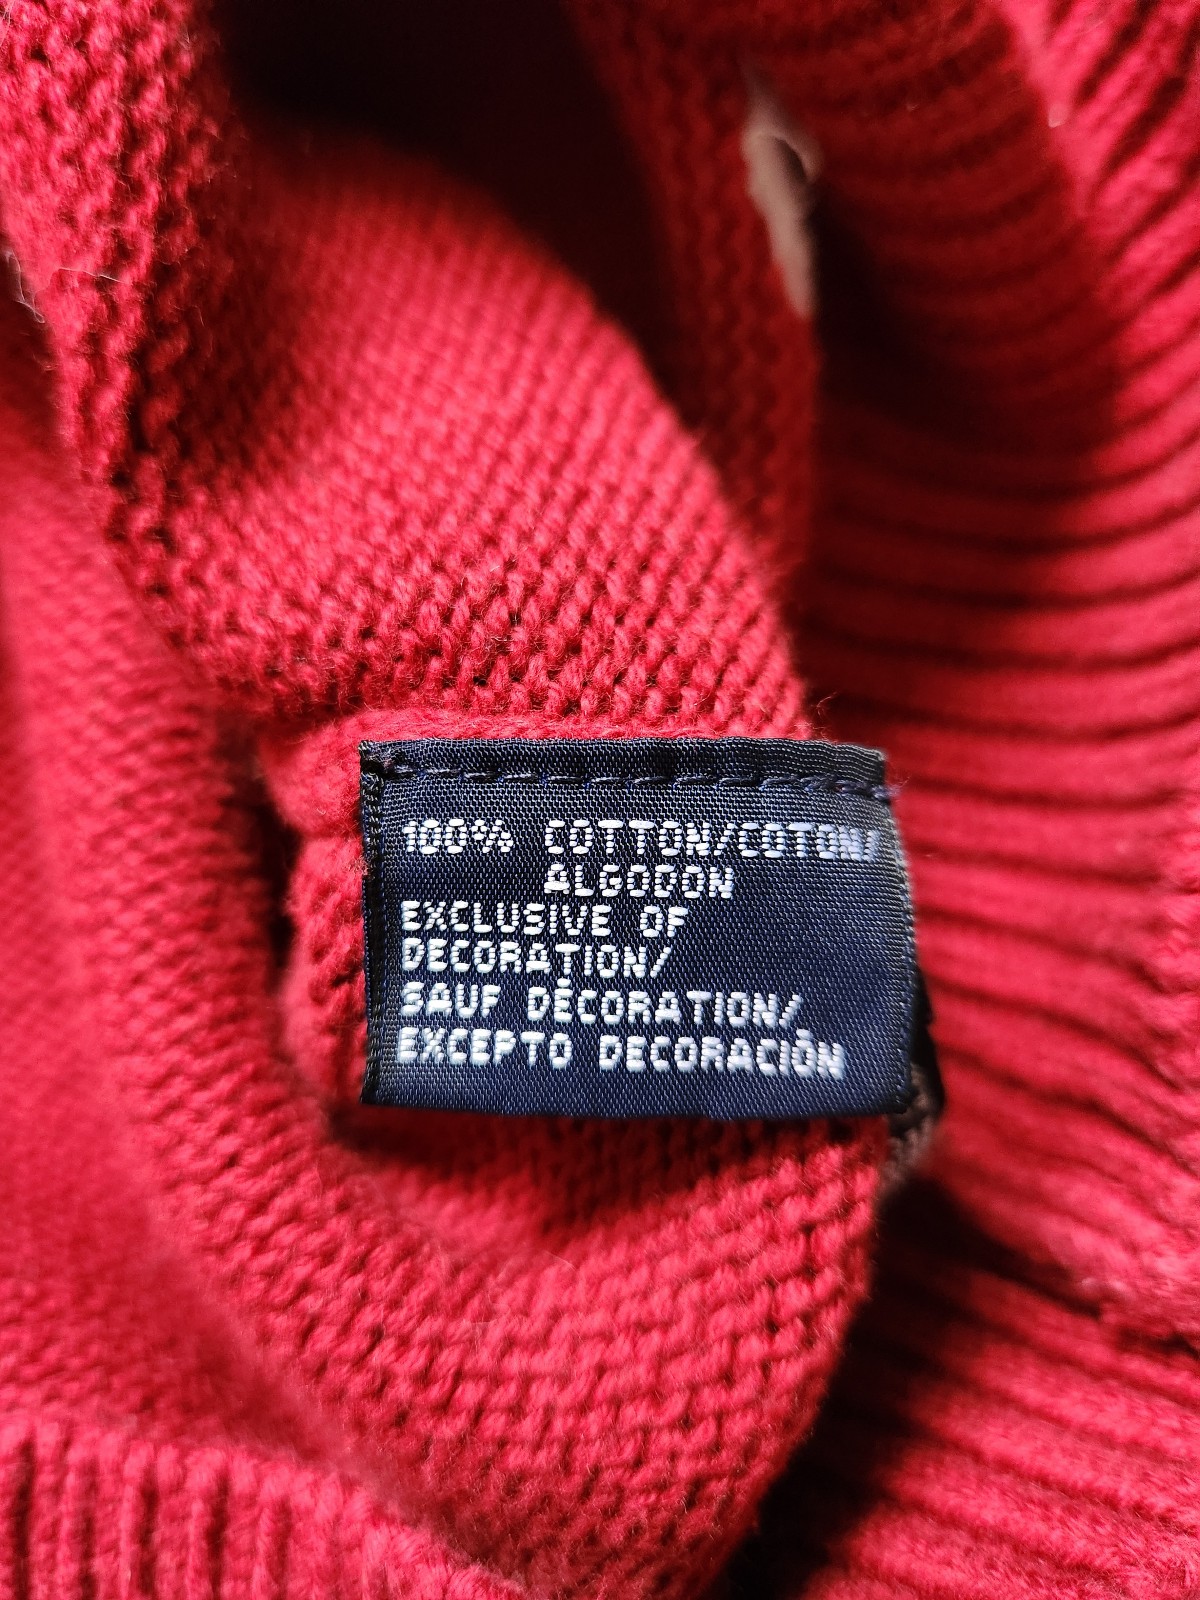 100% COTTON/COTON/
ALGODON
EXCLUSIVE OF
DECORATION/
SAUF DÉCORATION/
EXCEPTO DECORACIÓN